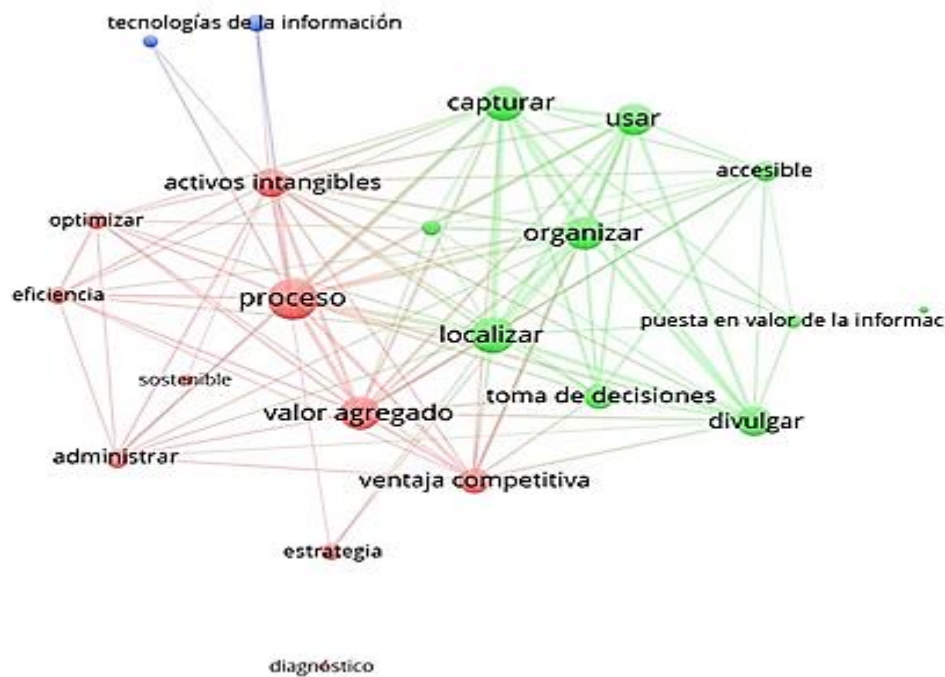 tecnologías de la información
capturar
usar
accesible
activos intangibles
optimizar
organizar
eficiencia
proceso
puesta en valor de la informac
localizar
sostenible
toma de decisiones
valor agregado
divulgar
administrar
ventaja competitiva
estrategia
diagnóstico